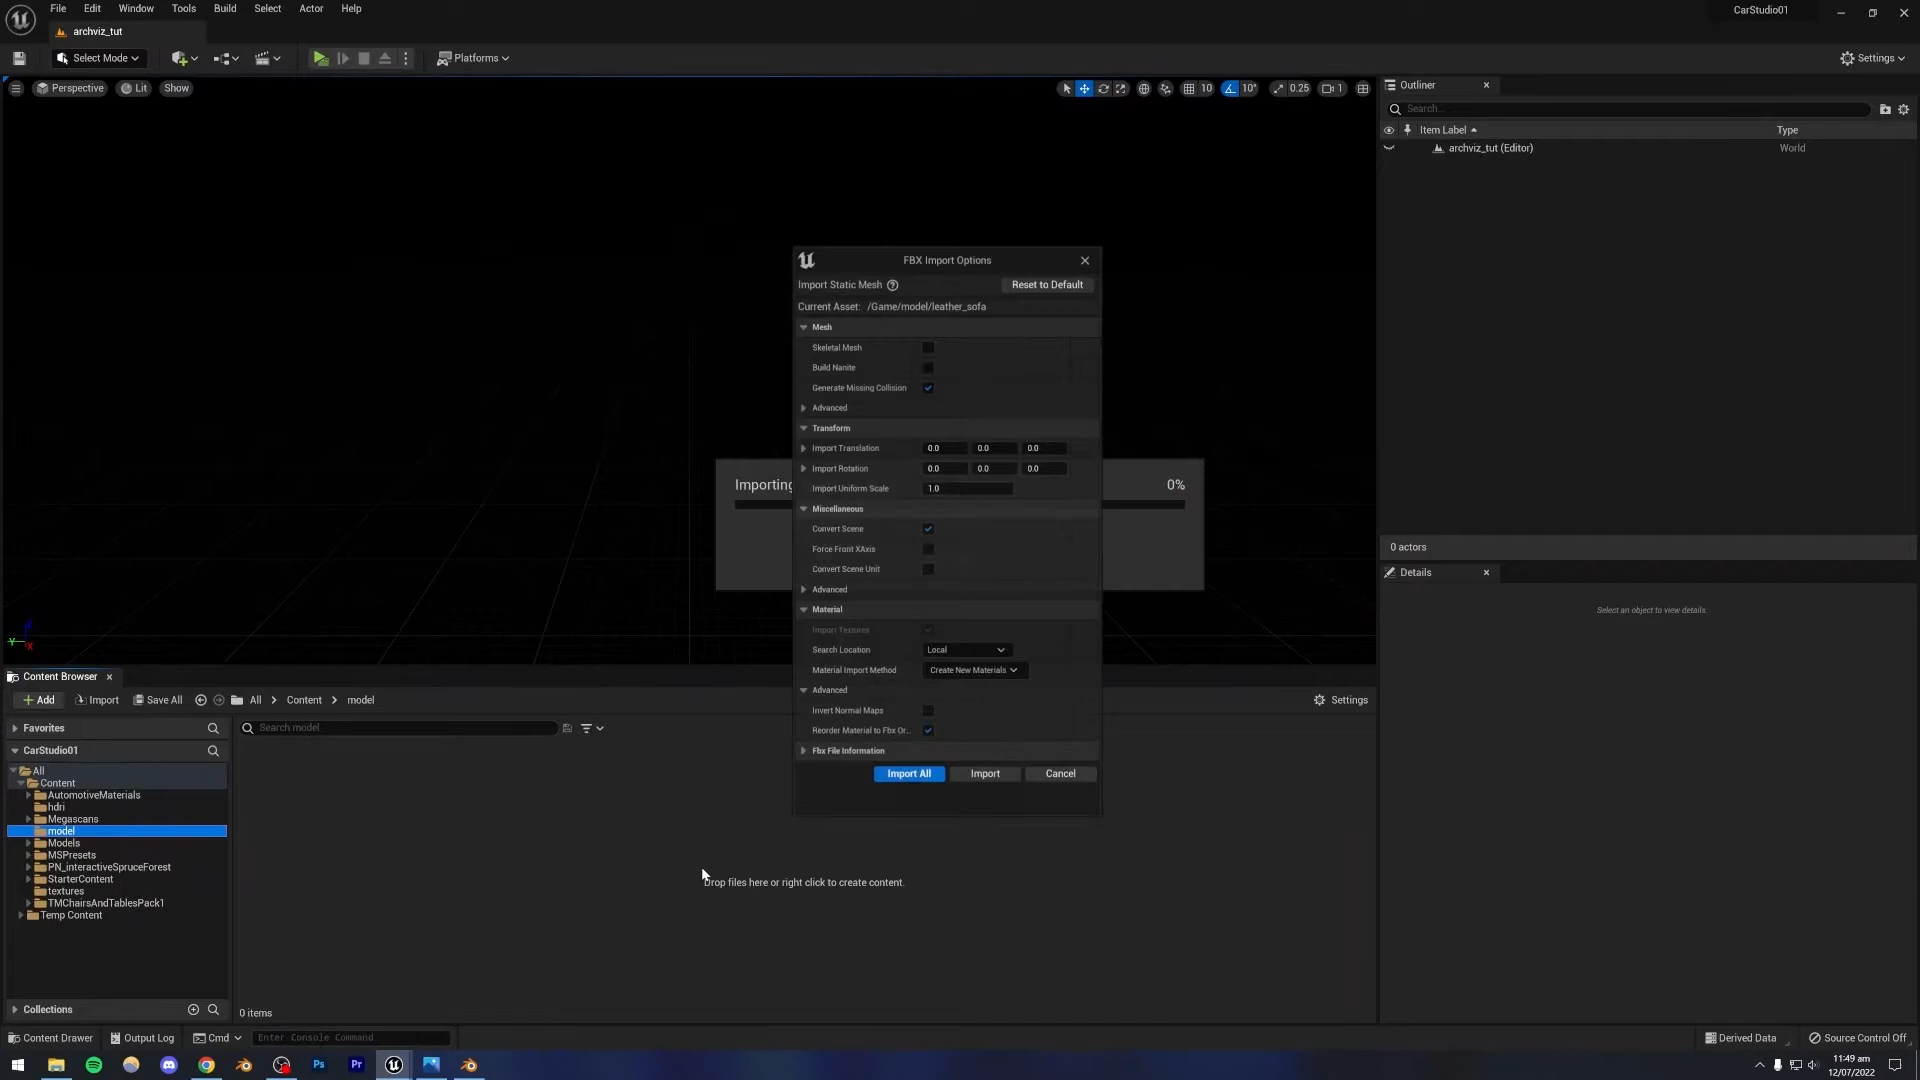 File Edit Window Tools Build Select Actor Help
CarStudio01
archviz_tut
Select Mode
Platforms
Settings
Perspective Lit Show
10 10° 0.25 1
Outliner
Search...
Item Label Type
archviz_tut (Editor) World
0 actors
Details
Select an object to view details.
FBX Import Options
Import Static Mesh Reset to Default
Current Asset: /Game/model/leather_sofa
Mesh
Skeletal Mesh
Build Nanite
Generate Missing Collision
Advanced
Transform
Import Translation 0.0 0.0 0.0
Import Rotation 0.0 0.0 0.0
Import Uniform Scale 1.0
Miscellaneous
Convert Scene
Force Front XAxis
Convert Scene Unit
Advanced
Material
Import Textures
Search Location Local
Material Import Method Create New Materials
Advanced
Invert Normal Maps
Reorder Material to Fbx Or...
Fbx File Information
Import All Import Cancel
Importing 0%
Content Browser
Add Import Save All All Content model Settings
Favorites
Search model
CarStudio01
All
Content
AutomotiveMaterials
hdri
Megascans
model
Models
MSPresets
PN_interactiveSpruceForest
StarterContent
textures
TMChairsAndTablesPack1
Temp Content
Drop files here or right click to create content.
Collections
0 items
Content Drawer Output Log Cmd Enter Console Command Derived Data Source Control Off
Ps Pr
11:49 am
12/07/2022